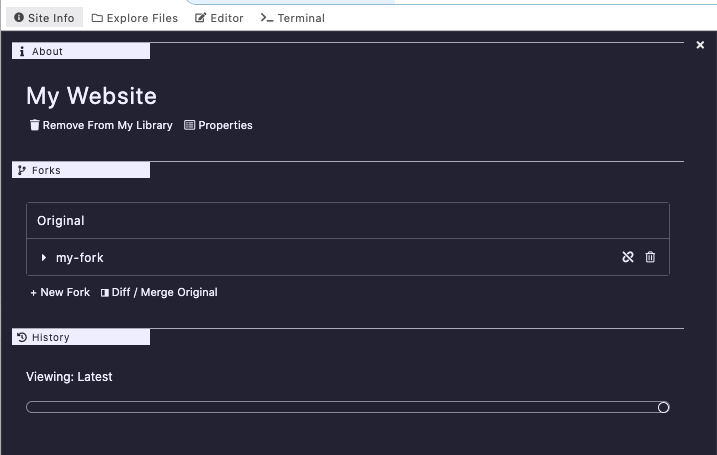 Site Info Explore Files Editor Terminal
About
My Website
Remove From My Library Properties
Forks
Original
my-fork
+ New Fork Diff / Merge Original
History
Viewing: Latest